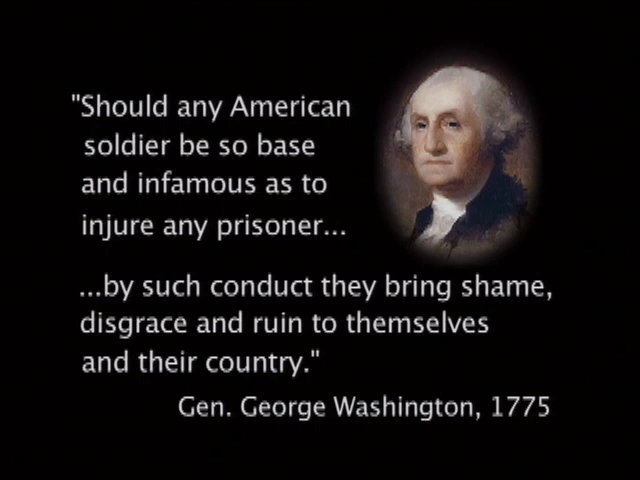 "Should any American
soldier be so base
and infamous as to
injure any prisoner...
...by such conduct they bring shame,
disgrace and ruin to themselves
and their country."
Gen. George Washington, 1775